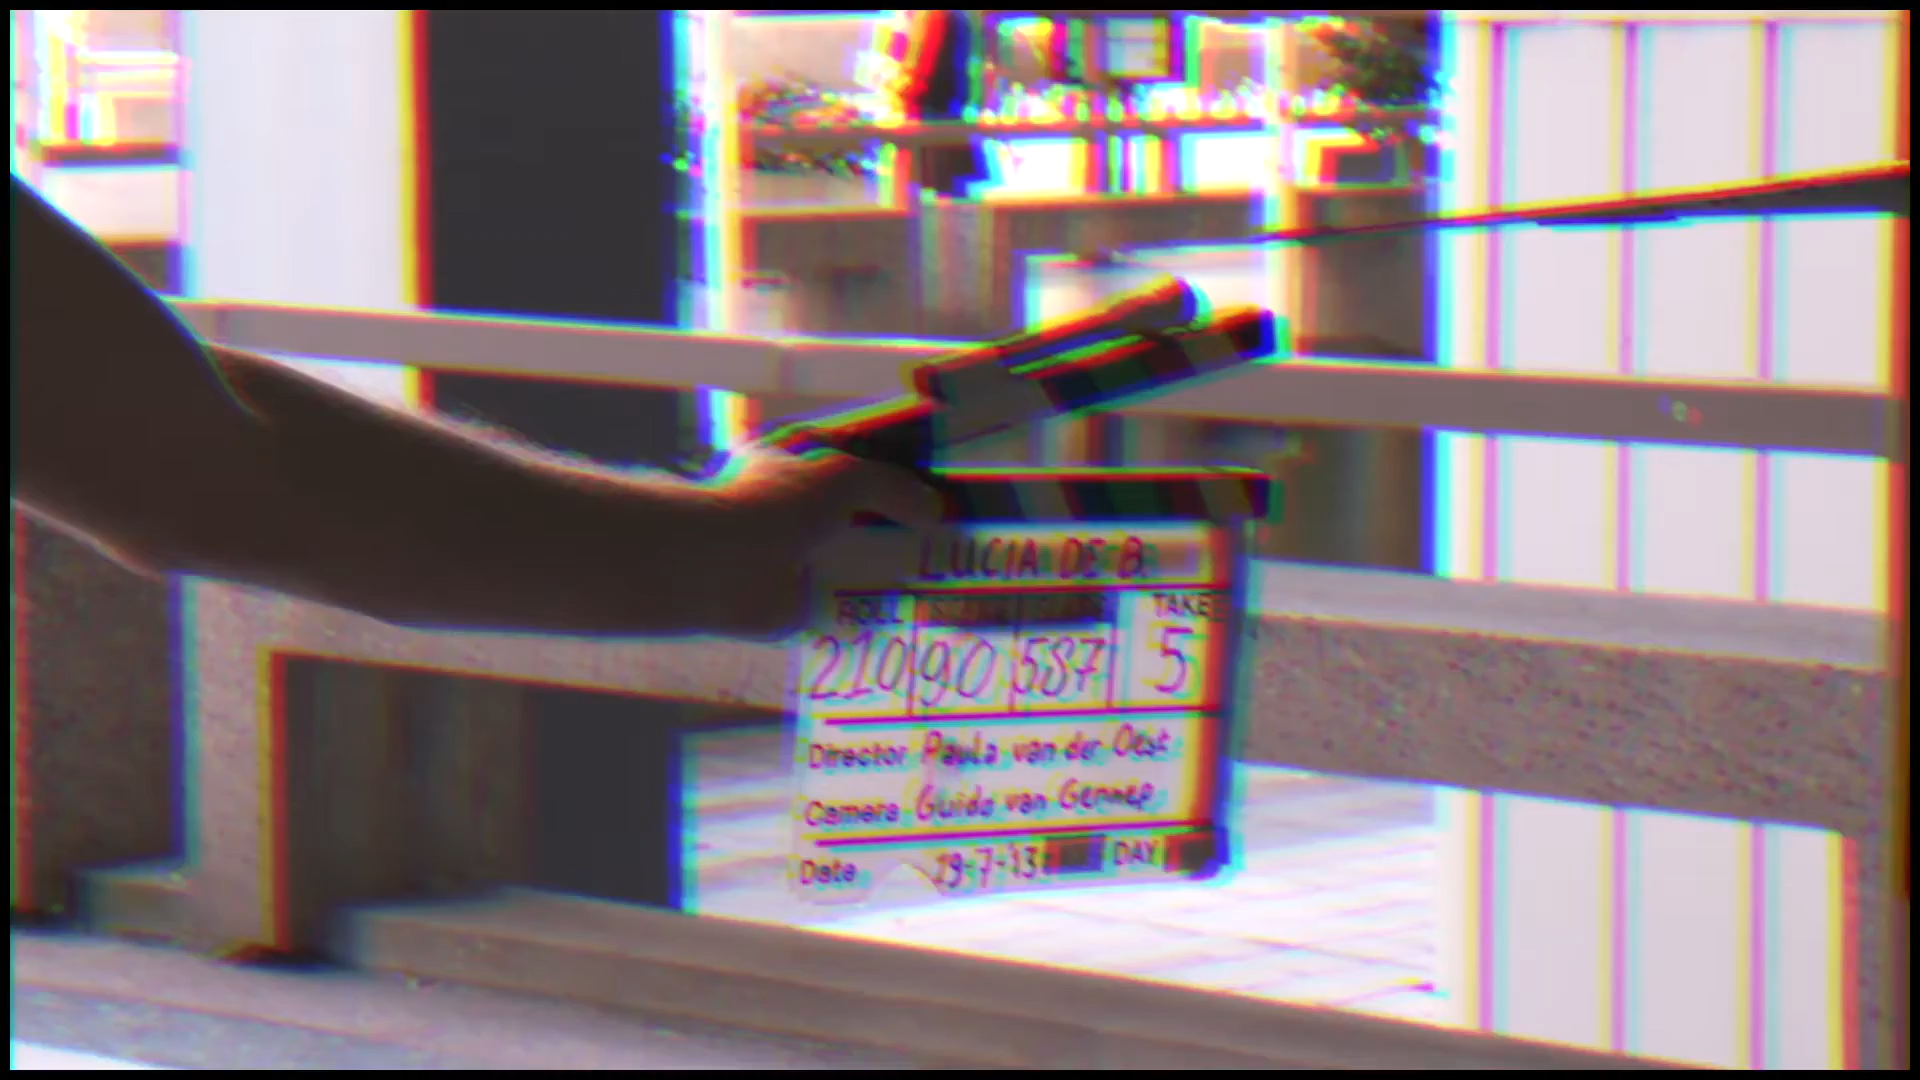 LUCIA DE B.
ROLL TAKE
210 90 587 5
Director Paula van der Oest
Camera Guido van Gennep
Date 19-7-13 DAY